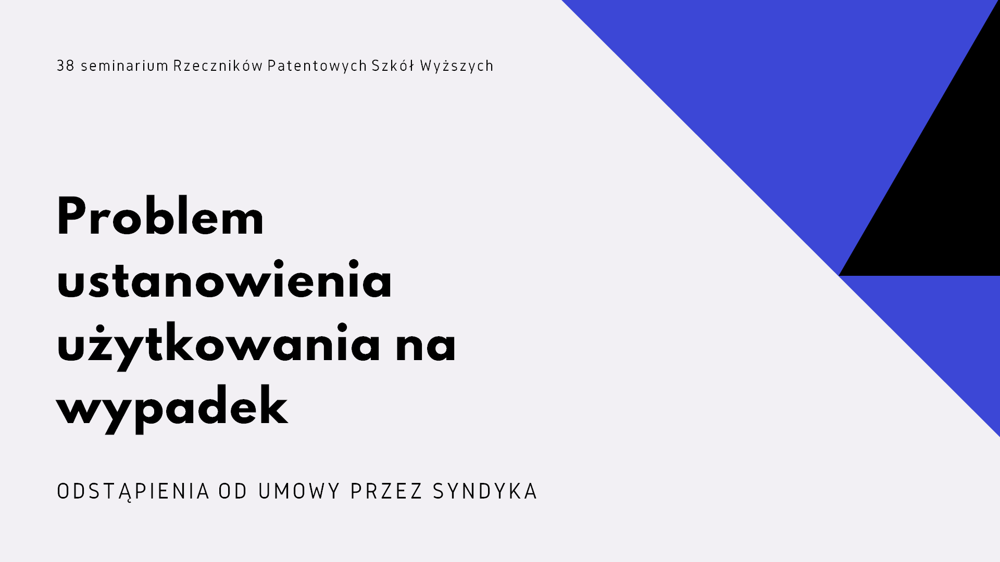 38 seminarium Rzeczników Patentowych Szkół Wyższych
Problem
ustanowienia
użytkowania na
wypadek
ODSTĄPIENIA OD UMOWY PRZEZ SYNDYKA